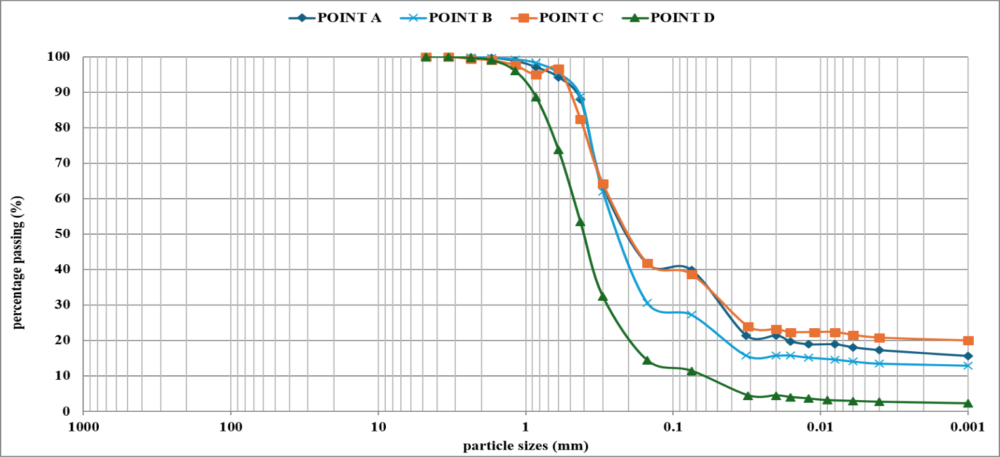 POINT A POINT B POINT C POINT D
100
90
80
70
60
50
40
30
20
10
0
percentage passing (%)
1000 100 10 1 0.1 0.01 0.001
particle sizes (mm)